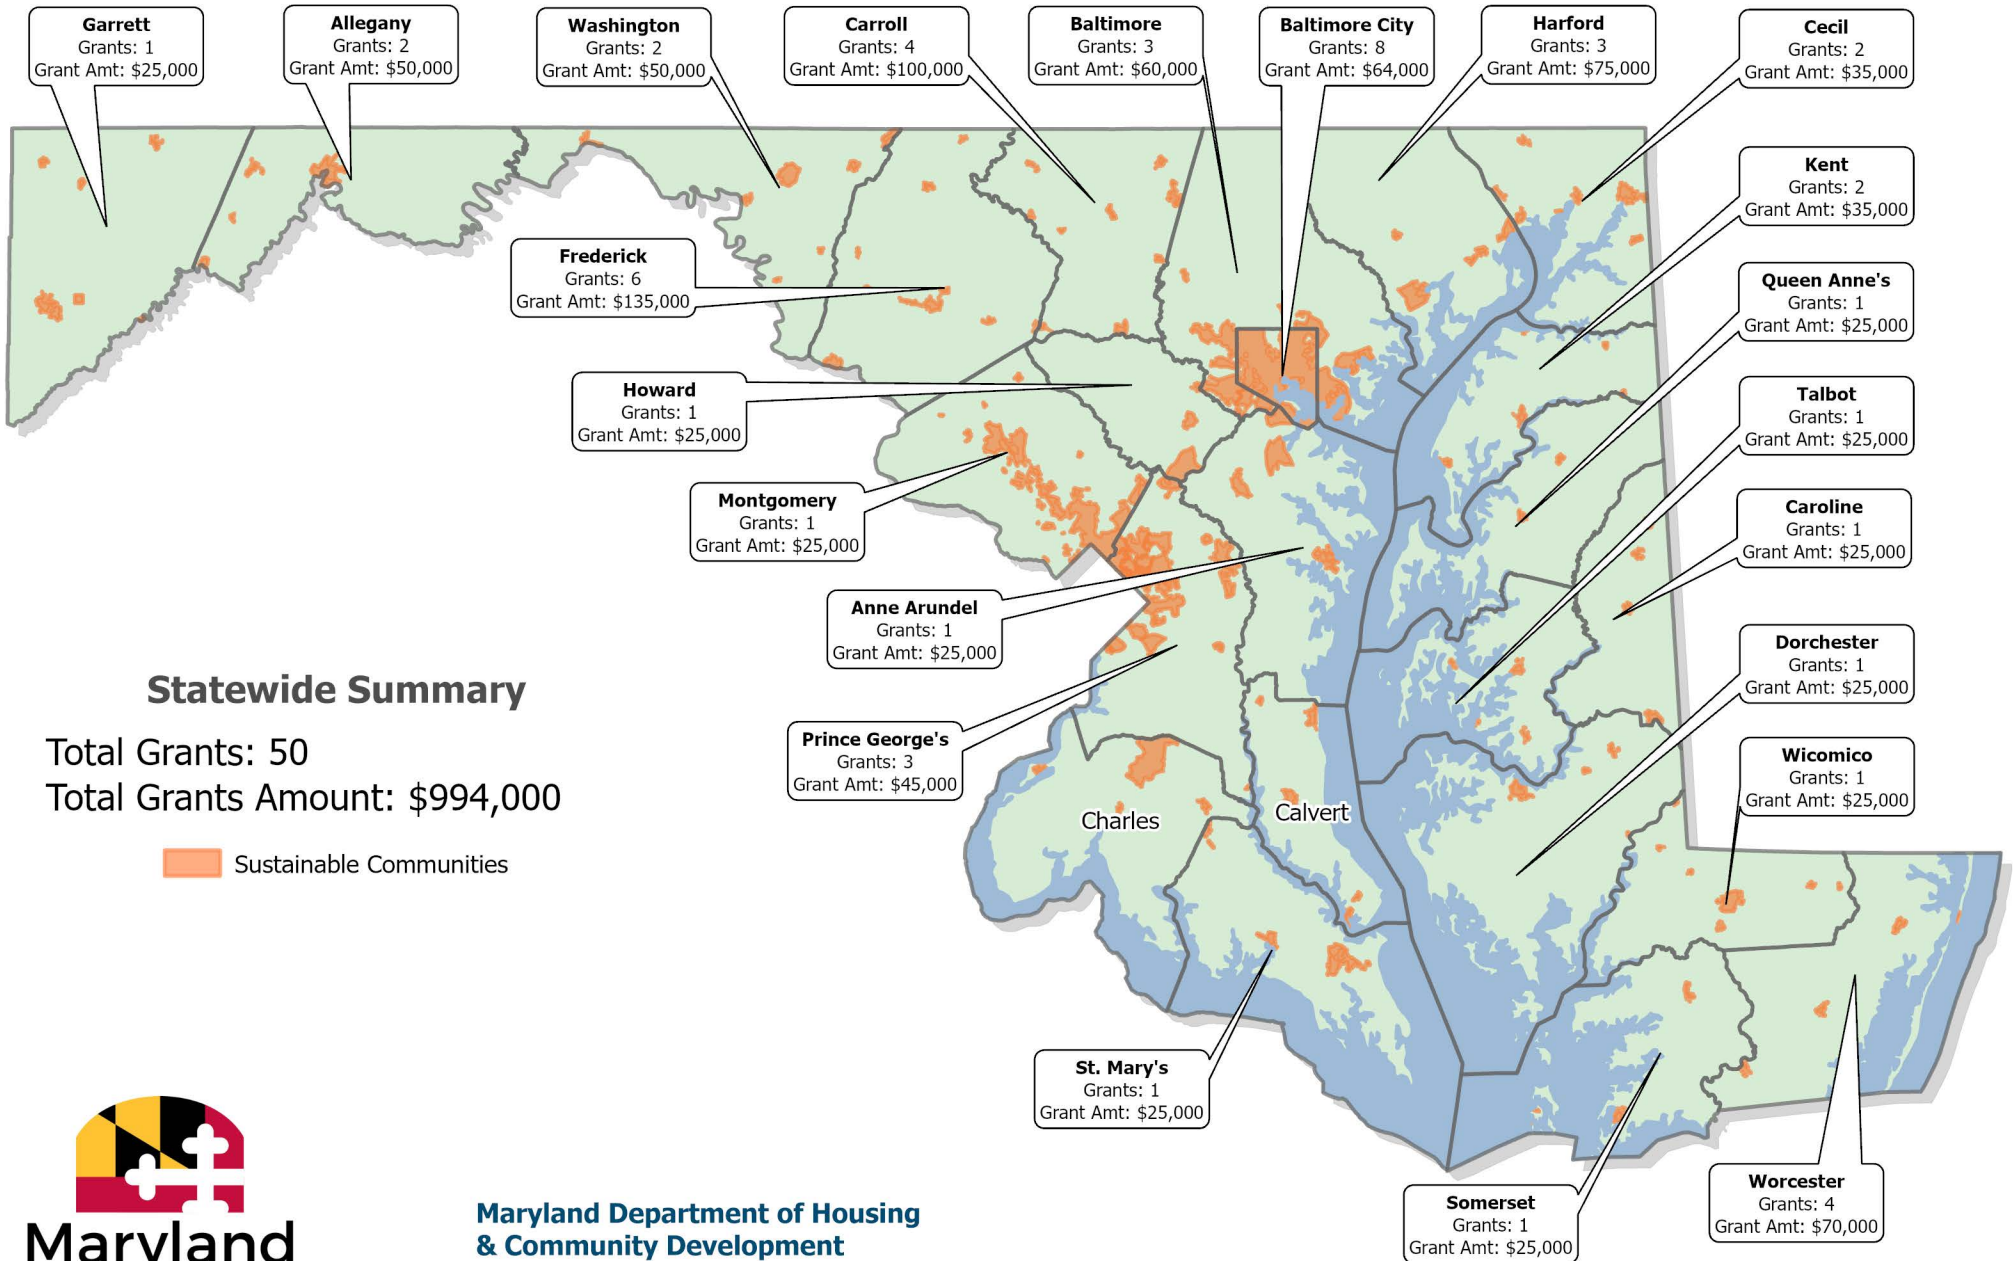 Garrett
Grants: 1
Grant Amt: $25,000
Allegany
Grants: 2
Grant Amt: $50,000
Washington
Grants: 2
Grant Amt: $50,000
Carroll
Grants: 4
Grant Amt: $100,000
Baltimore
Grants: 3
Grant Amt: $60,000
Baltimore City
Grants: 8
Grant Amt: $64,000
Harford
Grants: 3
Grant Amt: $75,000
Cecil
Grants: 2
Grant Amt: $35,000
Kent
Grants: 2
Grant Amt: $35,000
Frederick
Grants: 6
Grant Amt: $135,000
Queen Anne's
Grants: 1
Grant Amt: $25,000
Howard
Grants: 1
Grant Amt: $25,000
Talbot
Grants: 1
Grant Amt: $25,000
Montgomery
Grants: 1
Grant Amt: $25,000
Caroline
Grants: 1
Grant Amt: $25,000
Anne Arundel
Grants: 1
Grant Amt: $25,000
Dorchester
Grants: 1
Grant Amt: $25,000
Prince George's
Grants: 3
Grant Amt: $45,000
Wicomico
Grants: 1
Grant Amt: $25,000
Charles
Calvert
Statewide Summary
Total Grants: 50
Total Grants Amount: $994,000
Sustainable Communities
St. Mary's
Grants: 1
Grant Amt: $25,000
Somerset
Grants: 1
Grant Amt: $25,000
Worcester
Grants: 4
Grant Amt: $70,000
Maryland
Maryland Department of Housing
& Community Development